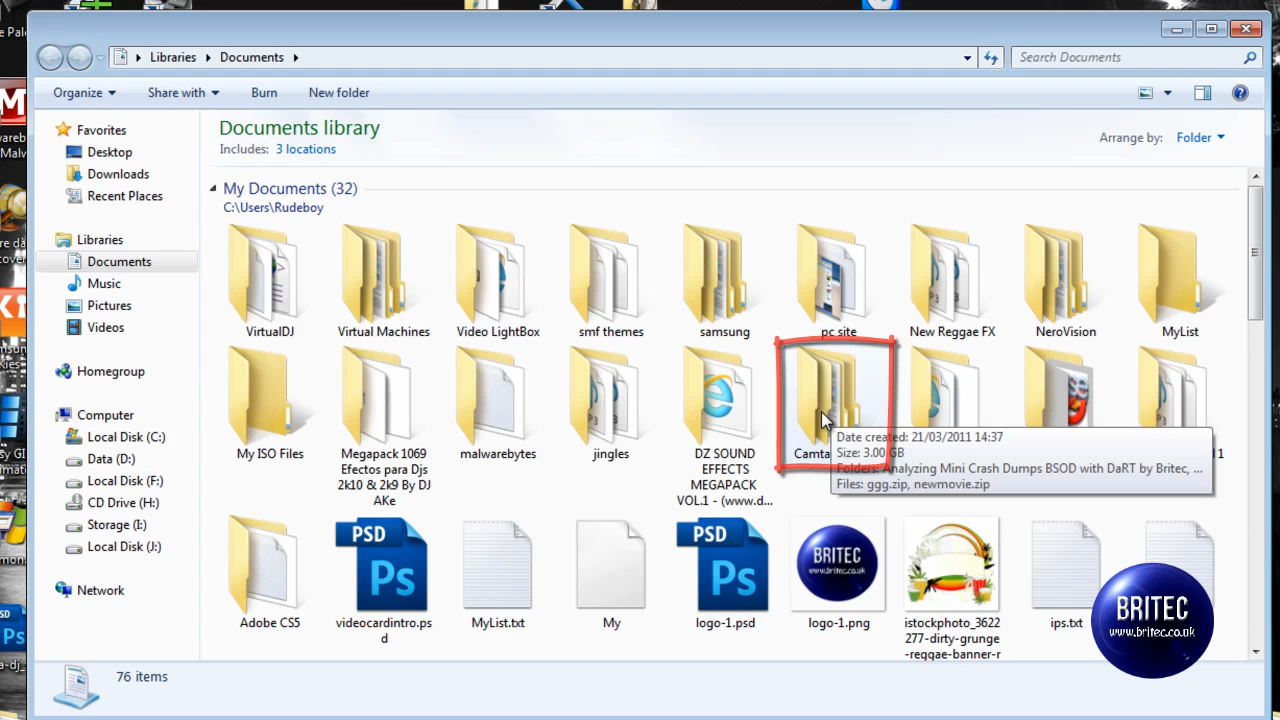 Libraries
Documents
Search Documents
Organize
Share with
Burn
New folder
Documents library
Includes: 3 locations
Arrange by:
Folder
Favorites
Desktop
Downloads
Recent Places
Libraries
Documents
Music
Pictures
Videos
Homegroup
Computer
Local Disk (C:)
Data (D:)
Local Disk (F:)
CD Drive (H:)
Storage (I:)
Local Disk (J:)
Network
My Documents (32)
C:\Users\Rudeboy
VirtualDJ
Virtual Machines
Video LightBox
smf themes
samsung
pc site
New Reggae FX
NeroVision
MyList
My ISO Files
Megapack 1069
Efectos para Djs
2k10 & 2k9 By DJ
AKe
malwarebytes
jingles
DZ SOUND
EFFECTS
MEGAPACK
VOL.1 - (www.d...
Camta
Date created: 21/03/2011 14:37
Size: 3.00 GB
Folders: Analyzing Mini Crash Dumps BSOD with DaRT by Britec, ...
Files: ggg.zip, newmovie.zip
Adobe CS5
PSD
Ps
videocardintro.ps
d
MyList.txt
My
PSD
Ps
logo-1.psd
BRITEC
www.britec.co.uk
logo-1.png
istockphoto_3622
277-dirty-grunge
-reggae-banner-r
ips.txt
BRITEC
www.britec.co.uk
76 items